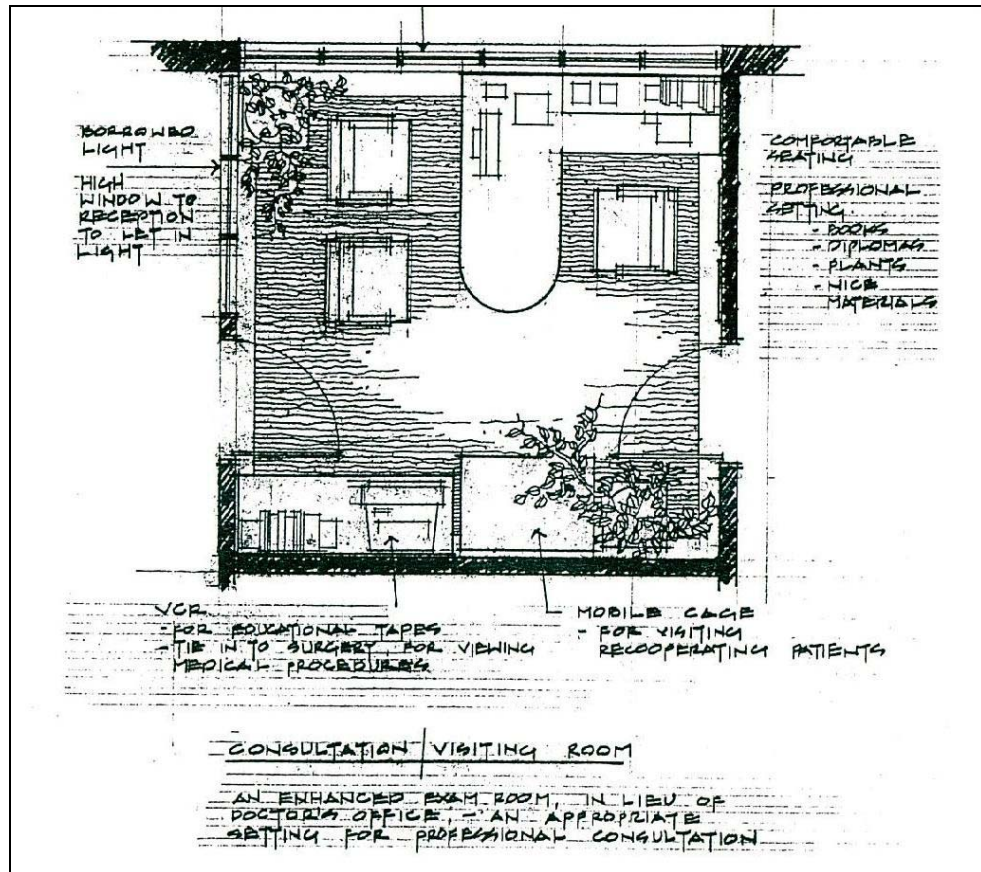 BORROWED
LIGHT
HIGH
WINDOW TO
RECEPTION
TO LET IN
LIGHT
COMFORTABLE
SEATING
PROFESSIONAL
SETTING
- BOOKS
- DIPLOMAS
- PLANTS
- NICE
MATERIALS
VCR
- FOR EDUCATIONAL TAPES
- TIE IN TO SURGERY FOR VIEWING
MEDICAL PROCEDURES
MOBILE CAGE
- FOR VISITING
RECOOPERATING PATIENTS
CONSULTATION / VISITING ROOM
AN ENHANCED EXAM ROOM, IN LIEU OF
DOCTOR'S OFFICE, - AN APPROPRIATE
SETTING FOR PROFESSIONAL CONSULTATION